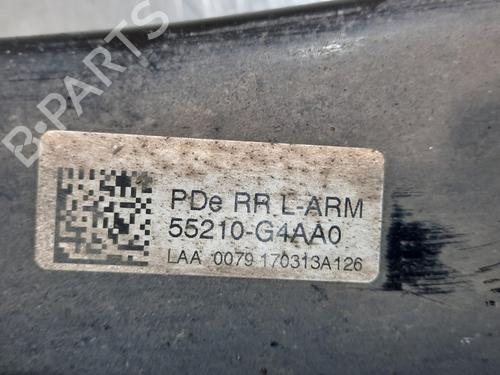 B-PARTS
PDe RR L-ARM
55210-G4AA0
LAA 0079 170313A126